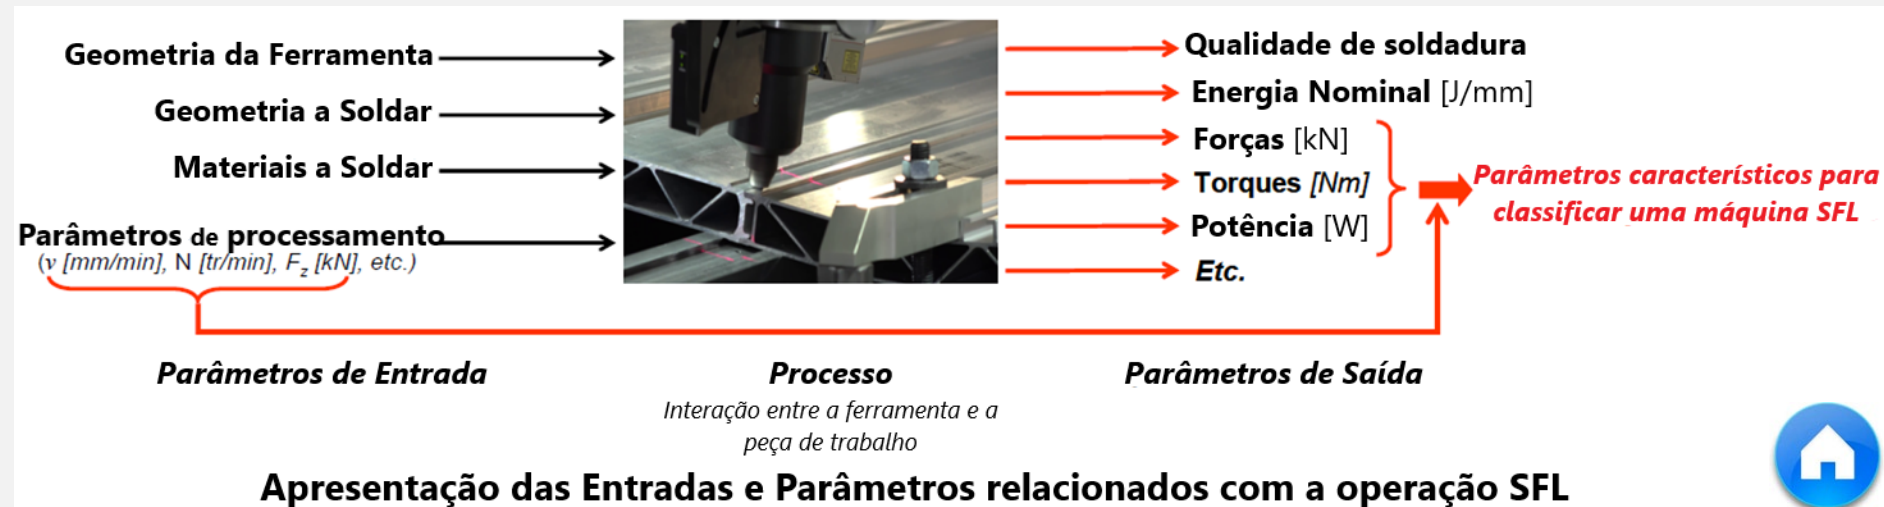 Geometria da Ferramenta
Geometria a Soldar
Materiais a Soldar
Parâmetros de processamento
(v [mm/min], N [tr/min], Fz [kN], etc.)
Qualidade de soldadura
Energia Nominal [J/mm]
Forças [kN]
Torques [Nm]
Potência [W]
Etc.
Parâmetros característicos para
classificar uma máquina SFL
Parâmetros de Entrada
Processo
Interação entre a ferramenta e a
peça de trabalho
Parâmetros de Saída
Apresentação das Entradas e Parâmetros relacionados com a operação SFL